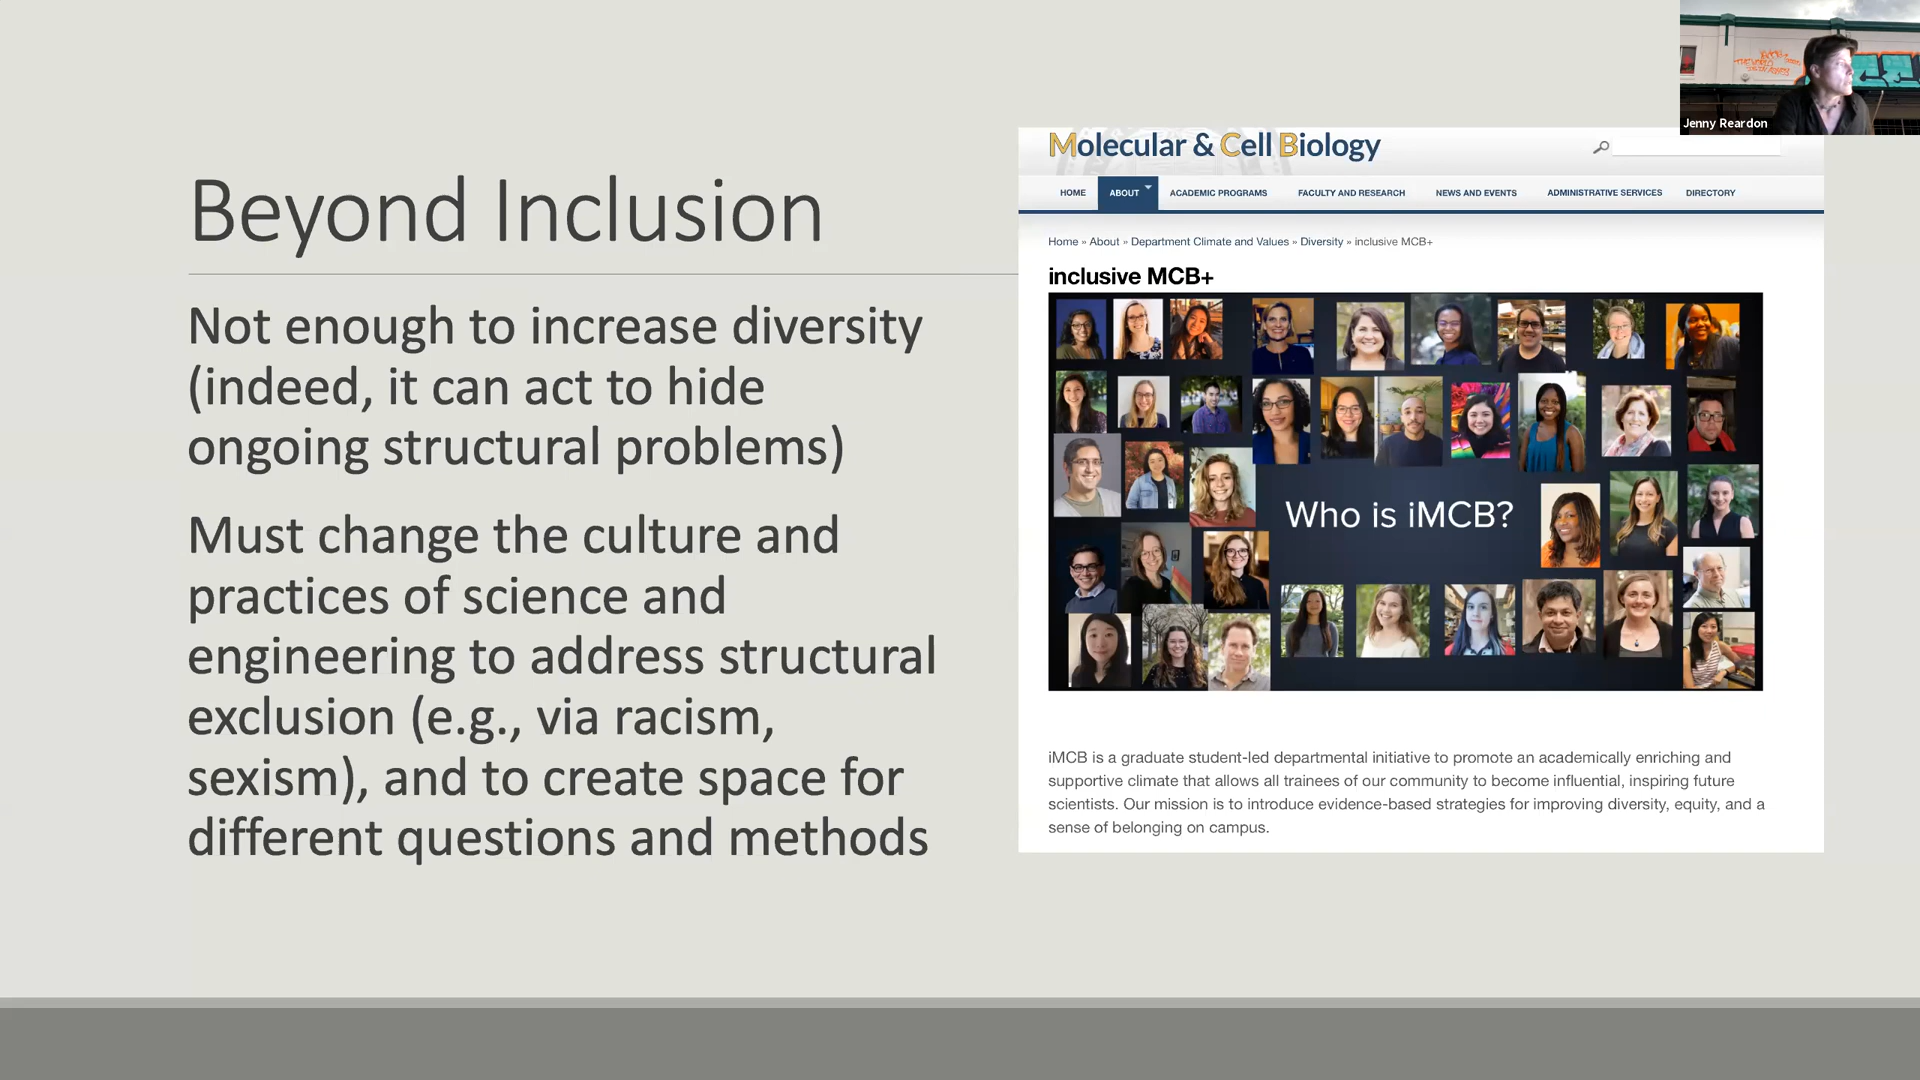 Beyond Inclusion
Not enough to increase diversity
(indeed, it can act to hide
ongoing structural problems)
Must change the culture and
practices of science and
engineering to address structural
exclusion (e.g., via racism,
sexism), and to create space for
different questions and methods
Jenny Reardon
Molecular & Cell Biology
HOME ABOUT ACADEMIC PROGRAMS FACULTY AND RESEARCH NEWS AND EVENTS ADMINISTRATIVE SERVICES DIRECTORY
Home » About » Department Climate and Values » Diversity » inclusive MCB+
inclusive MCB+
Who is iMCB?
iMCB is a graduate student-led departmental initiative to promote an academically enriching and
supportive climate that allows all trainees of our community to become influential, inspiring future
scientists. Our mission is to introduce evidence-based strategies for improving diversity, equity, and a
sense of belonging on campus.